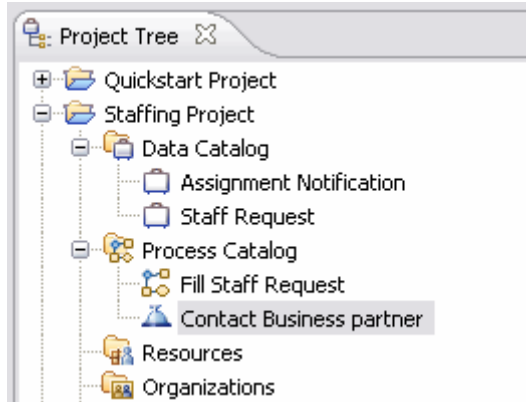 Project Tree
Quickstart Project
Staffing Project
Data Catalog
Assignment Notification
Staff Request
Process Catalog
Fill Staff Request
Contact Business partner
Resources
Organizations